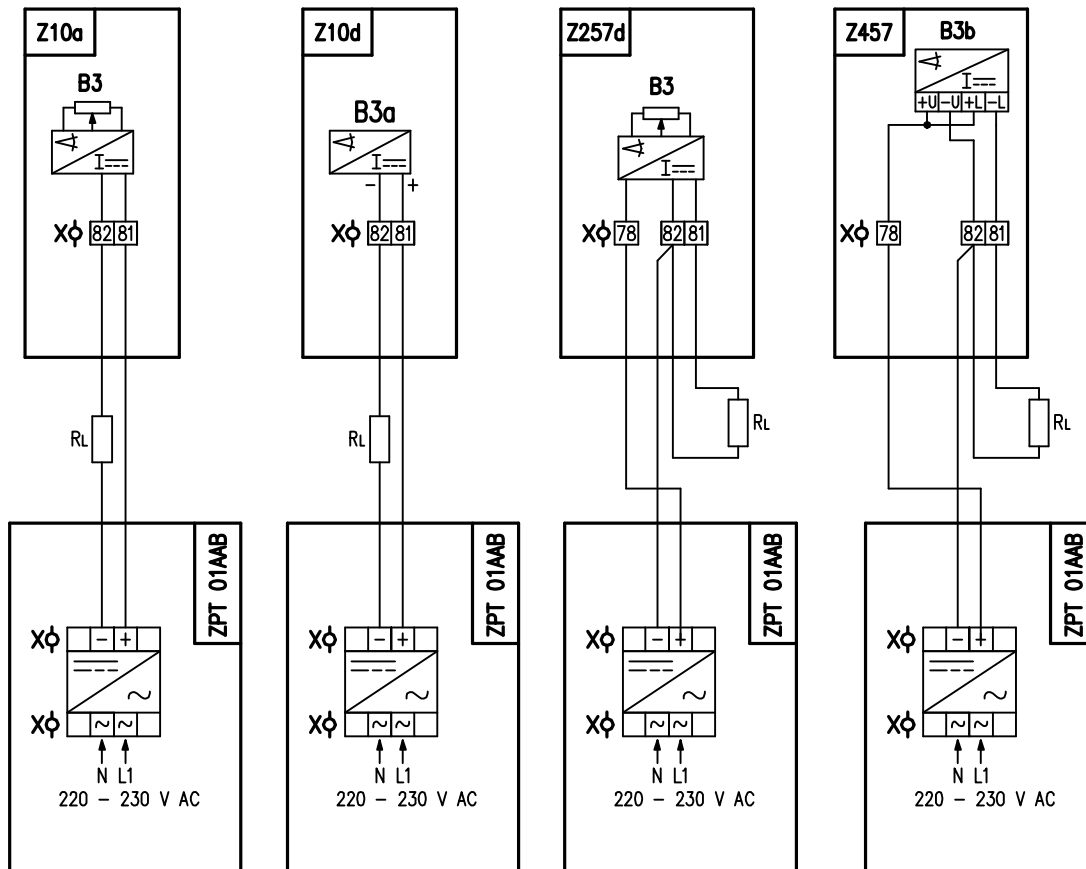 Z10a
B3
X 82 81
RL
ZPT 01AAB
X - +
X ~ ~
N L1
220 - 230 V AC
Z10d
B3a
- +
X 82 81
RL
ZPT 01AAB
X - +
X ~ ~
N L1
220 - 230 V AC
Z257d
B3
X 78 82 81
RL
ZPT 01AAB
X - +
X ~ ~
N L1
220 - 230 V AC
Z457
B3b
+U -U +L -L
X 78 82 81
RL
ZPT 01AAB
X - +
X ~ ~
N L1
220 - 230 V AC